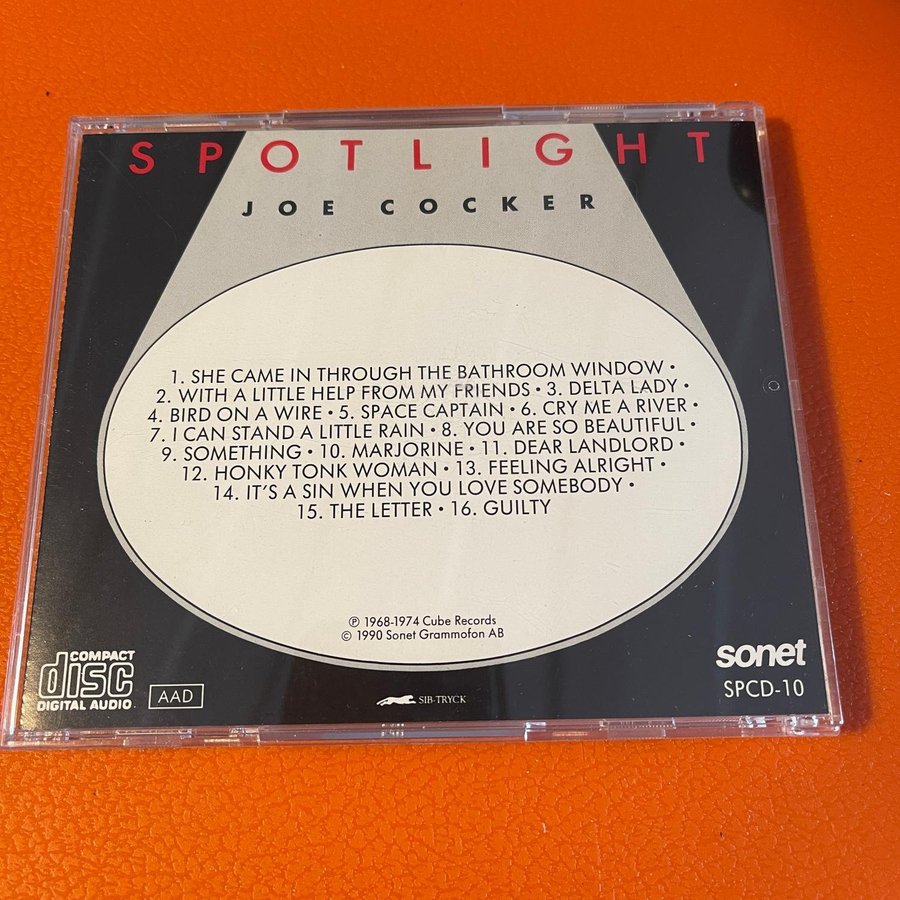 SPOTLIGHT
JOE COCKER
1. SHE CAME IN THROUGH THE BATHROOM WINDOW •
2. WITH A LITTLE HELP FROM MY FRIENDS • 3. DELTA LADY •
4. BIRD ON A WIRE • 5. SPACE CAPTAIN • 6. CRY ME A RIVER •
7. I CAN STAND A LITTLE RAIN • 8. YOU ARE SO BEAUTIFUL •
9. SOMETHING • 10. MARJORINE • 11. DEAR LANDLORD •
12. HONKY TONK WOMAN • 13. FEELING ALRIGHT •
14. IT'S A SIN WHEN YOU LOVE SOMEBODY •
15. THE LETTER • 16. GUILTY
℗ 1968-1974 Cube Records
© 1990 Sonet Grammofon AB
COMPACT
disc
DIGITAL AUDIO
AAD
SIB-TRYCK
sonet
SPCD-10